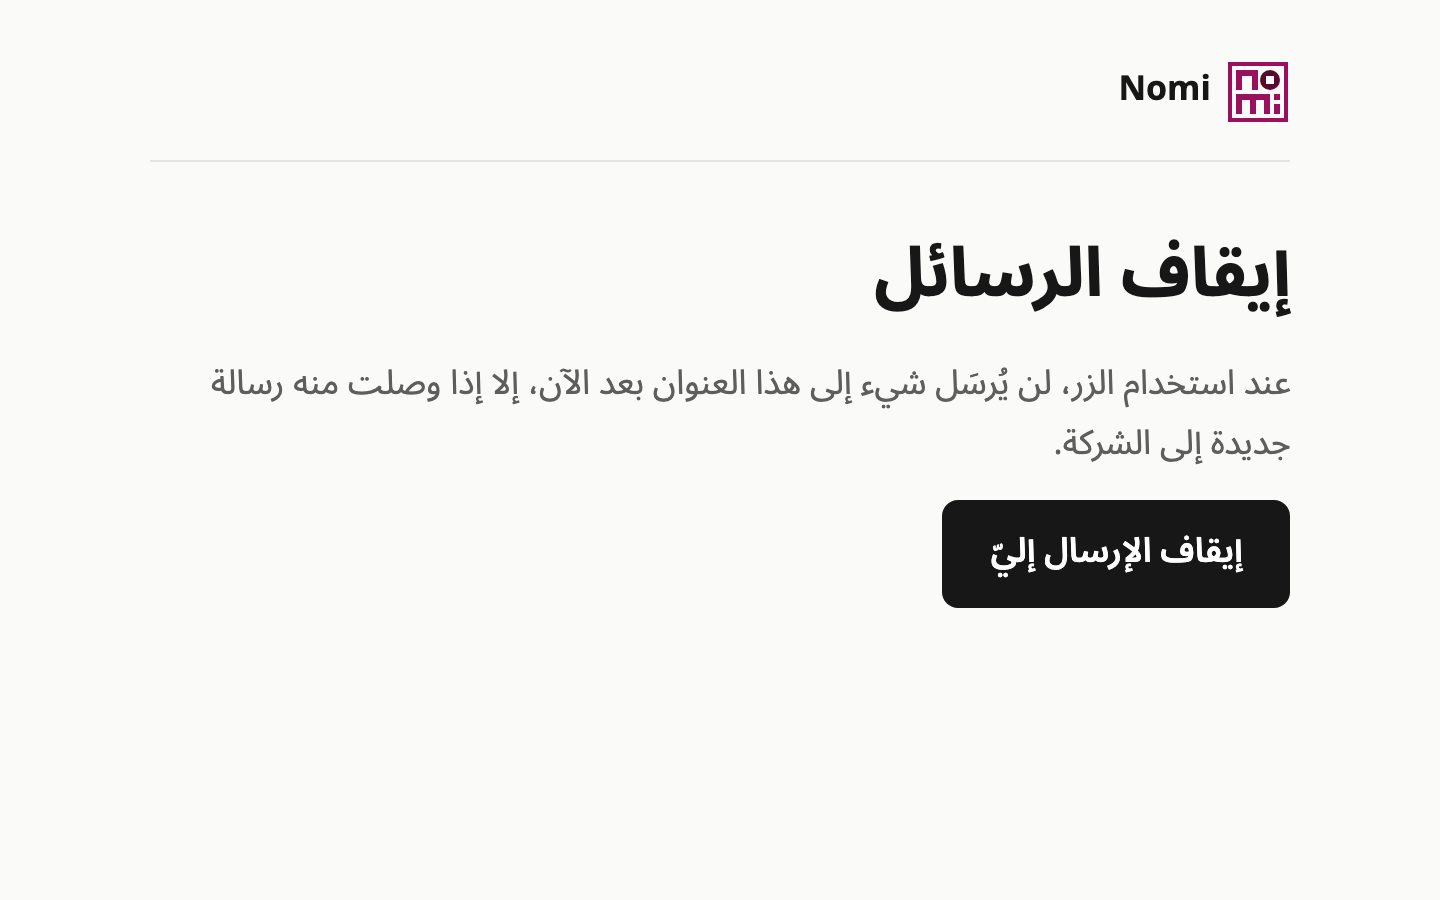 nomi
Nomi
إيقاف الرسائل
عند استخدام الزر، لن يُرسَل شيء إلى هذا العنوان بعد الآن، إلا إذا وصلت منه رسالة
جديدة إلى الشركة.
إيقاف الإرسال إليّ